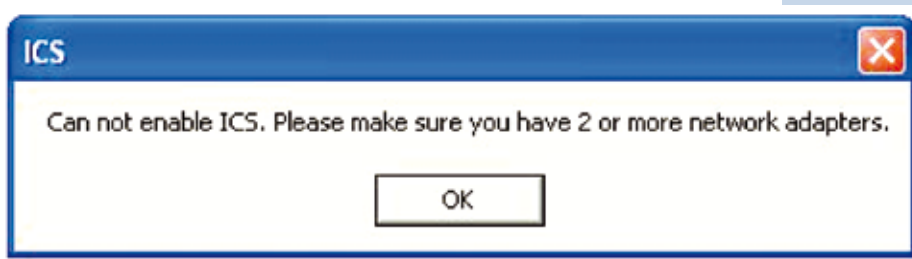 ICS
Can not enable ICS. Please make sure you have 2 or more network adapters.
OK